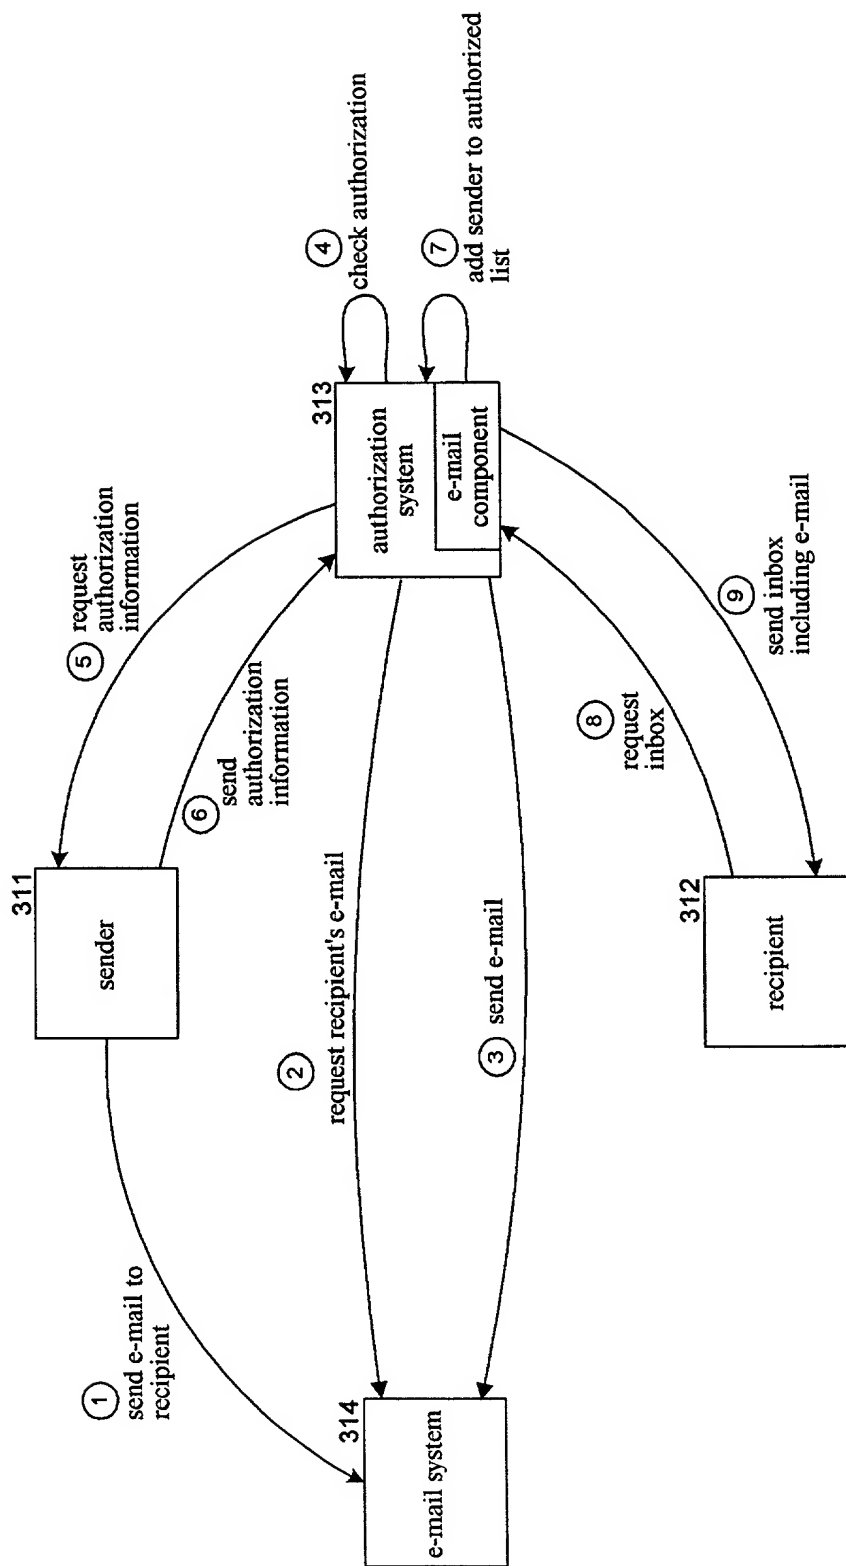 1
send e-mail to
recipient
314
e-mail system
311
sender
5
request
authorization
information
6
send
authorization
information
2
request recipient's e-mail
3
send e-mail
313
authorization
system
e-mail
component
4
check authorization
7
add sender to authorized
list
8
request
inbox
9
send inbox
including e-mail
312
recipient